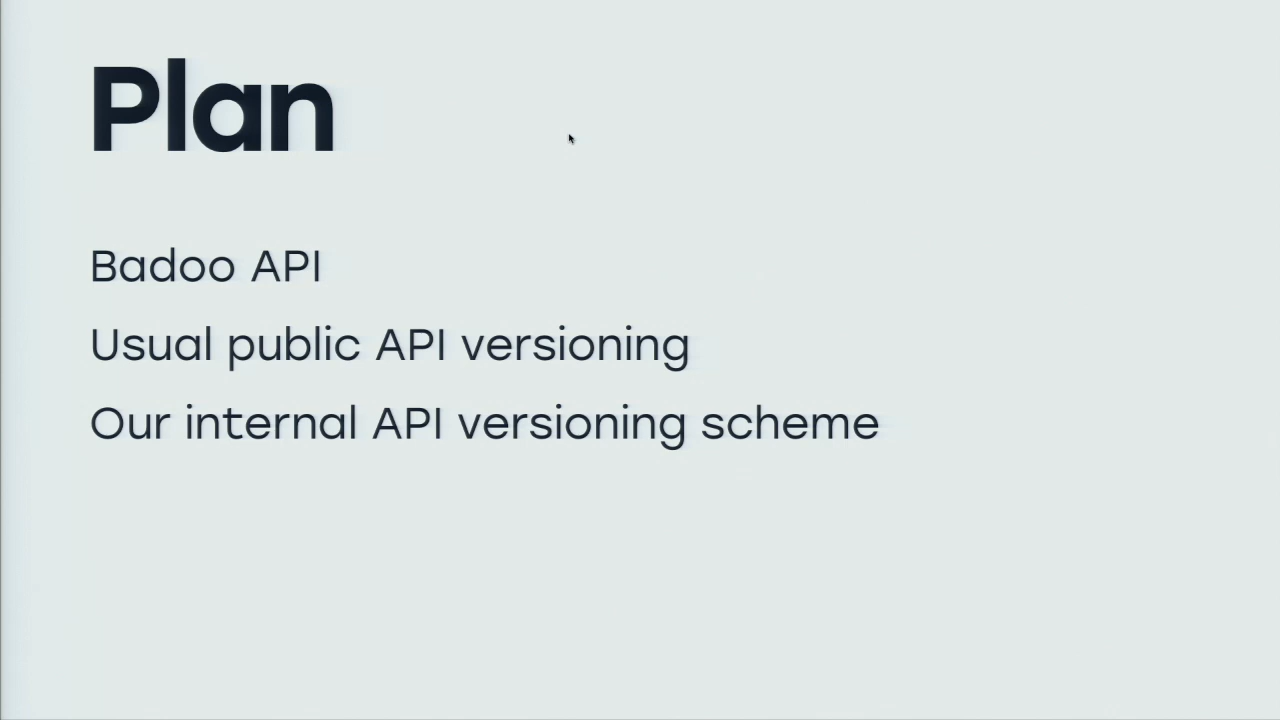 Plan
Badoo API
Usual public API versioning
Our internal API versioning scheme